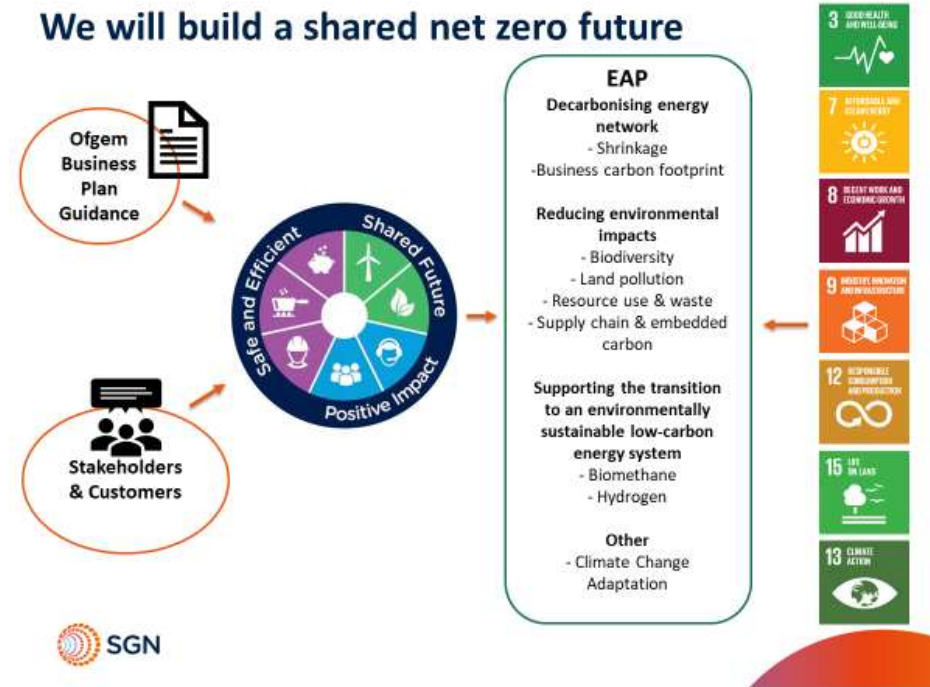 We will build a shared net zero future
Ofgem
Business
Plan
Guidance
Stakeholders
& Customers
Safe and Efficient
Shared Future
Positive Impact
EAP
Decarbonising energy
network
- Shrinkage
-Business carbon footprint
Reducing environmental
impacts
- Biodiversity
- Land pollution
- Resource use & waste
- Supply chain & embedded
carbon
Supporting the transition
to an environmentally
sustainable low-carbon
energy system
- Biomethane
- Hydrogen
Other
- Climate Change
Adaptation
3 GOOD HEALTH
AND WELL-BEING
7 AFFORDABLE AND
CLEAN ENERGY
8 DECENT WORK AND
ECONOMIC GROWTH
9 INDUSTRY, INNOVATION
AND INFRASTRUCTURE
12 RESPONSIBLE
CONSUMPTION
AND PRODUCTION
15 LIFE
ON LAND
13 CLIMATE
ACTION
SGN